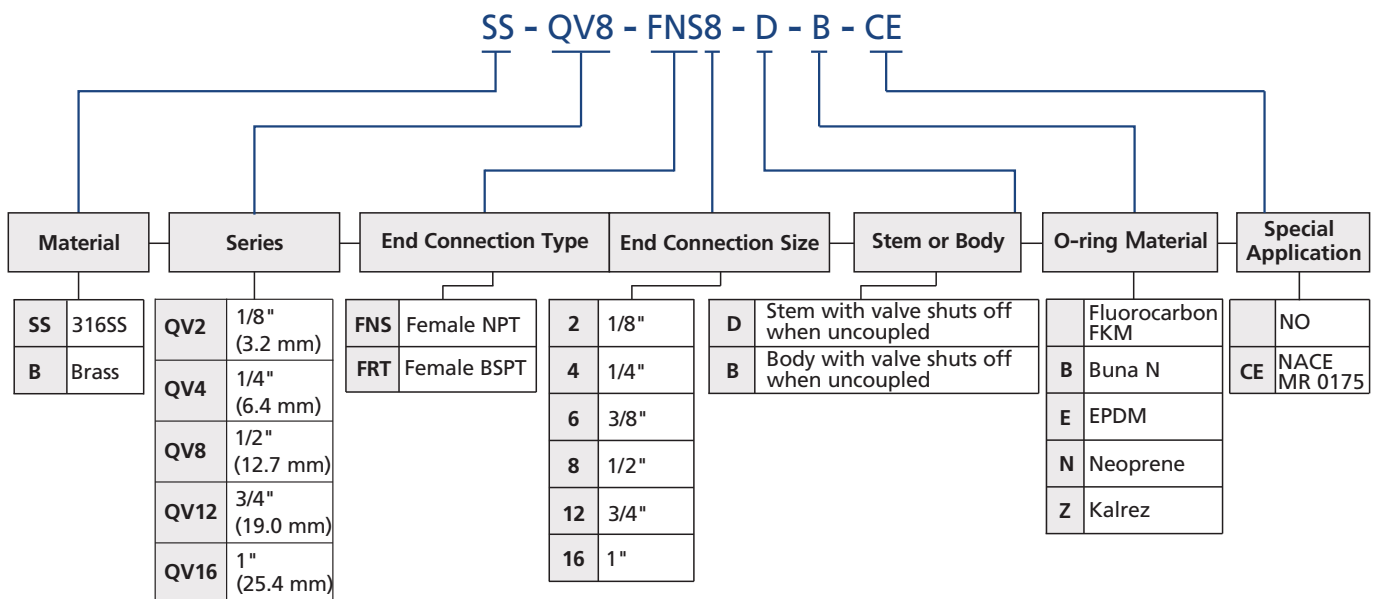 SS - QV8 - FNS8 - D - B - CE
Material
Series
End Connection Type
End Connection Size
Stem or Body
O-ring Material
Special
Application
SS 316SS
B Brass
QV2 1/8"
(3.2 mm)
QV4 1/4"
(6.4 mm)
QV8 1/2"
(12.7 mm)
QV12 3/4"
(19.0 mm)
QV16 1"
(25.4 mm)
FNS Female NPT
FRT Female BSPT
2 1/8"
4 1/4"
6 3/8"
8 1/2"
12 3/4"
16 1"
D Stem with valve shuts off
when uncoupled
B Body with valve shuts off
when uncoupled
Fluorocarbon
FKM
B Buna N
E EPDM
N Neoprene
Z Kalrez
NO
CE NACE
MR 0175